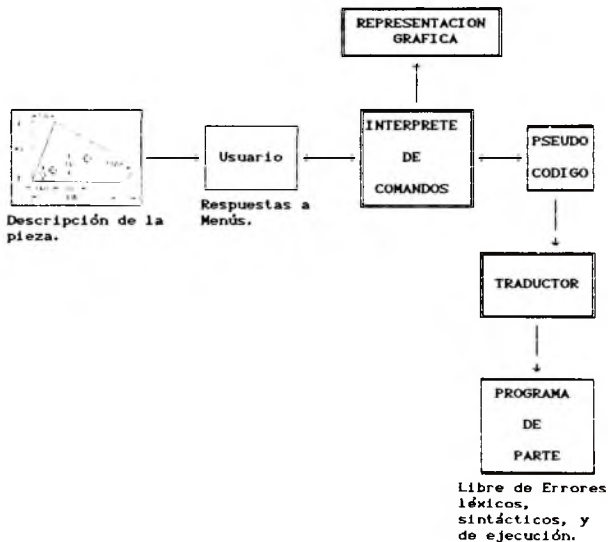 REPRESENTACION
GRAFICA
INTERPRETE
DE
COMANDOS
PSEUDO
CODIGO
Usuario
Descripción de la
pieza.
Respuestas a
Menús.
TRADUCTOR
PROGRAMA
DE
PARTE
Libre de Errores
léxicos,
sintácticos, y
de ejecución.